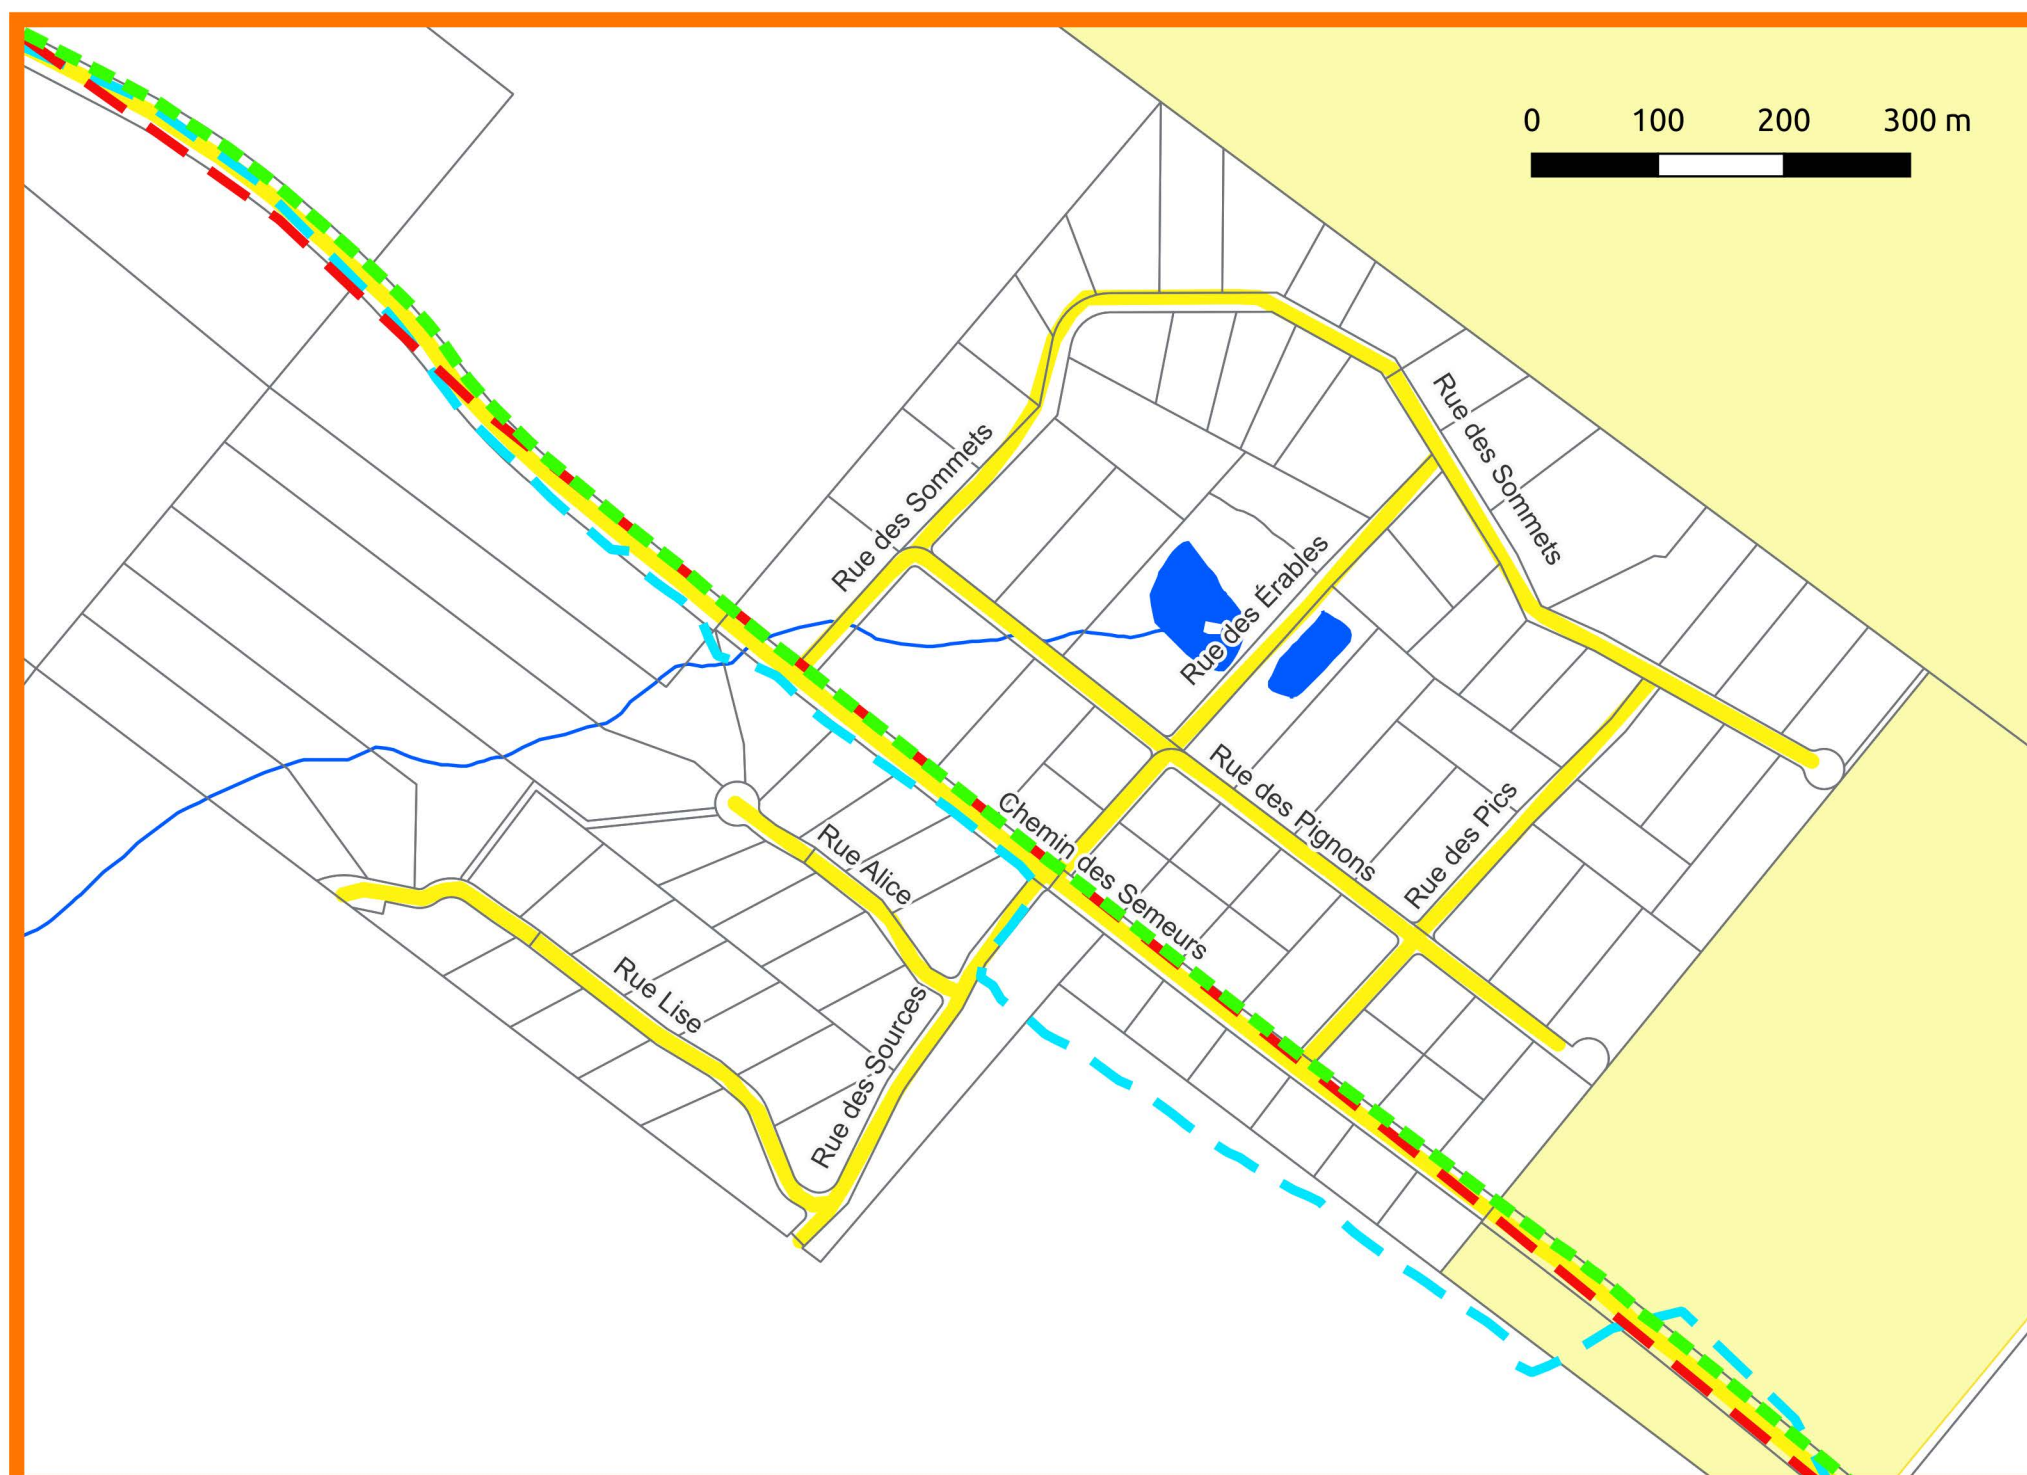 0 100 200 300 m
Rue des Sommets
Rue des Sommets
Rue des Érables
Rue des Pignons
Rue des Pics
Chemin des Semeurs
Rue Alice
Rue Lise
Rue des Sources